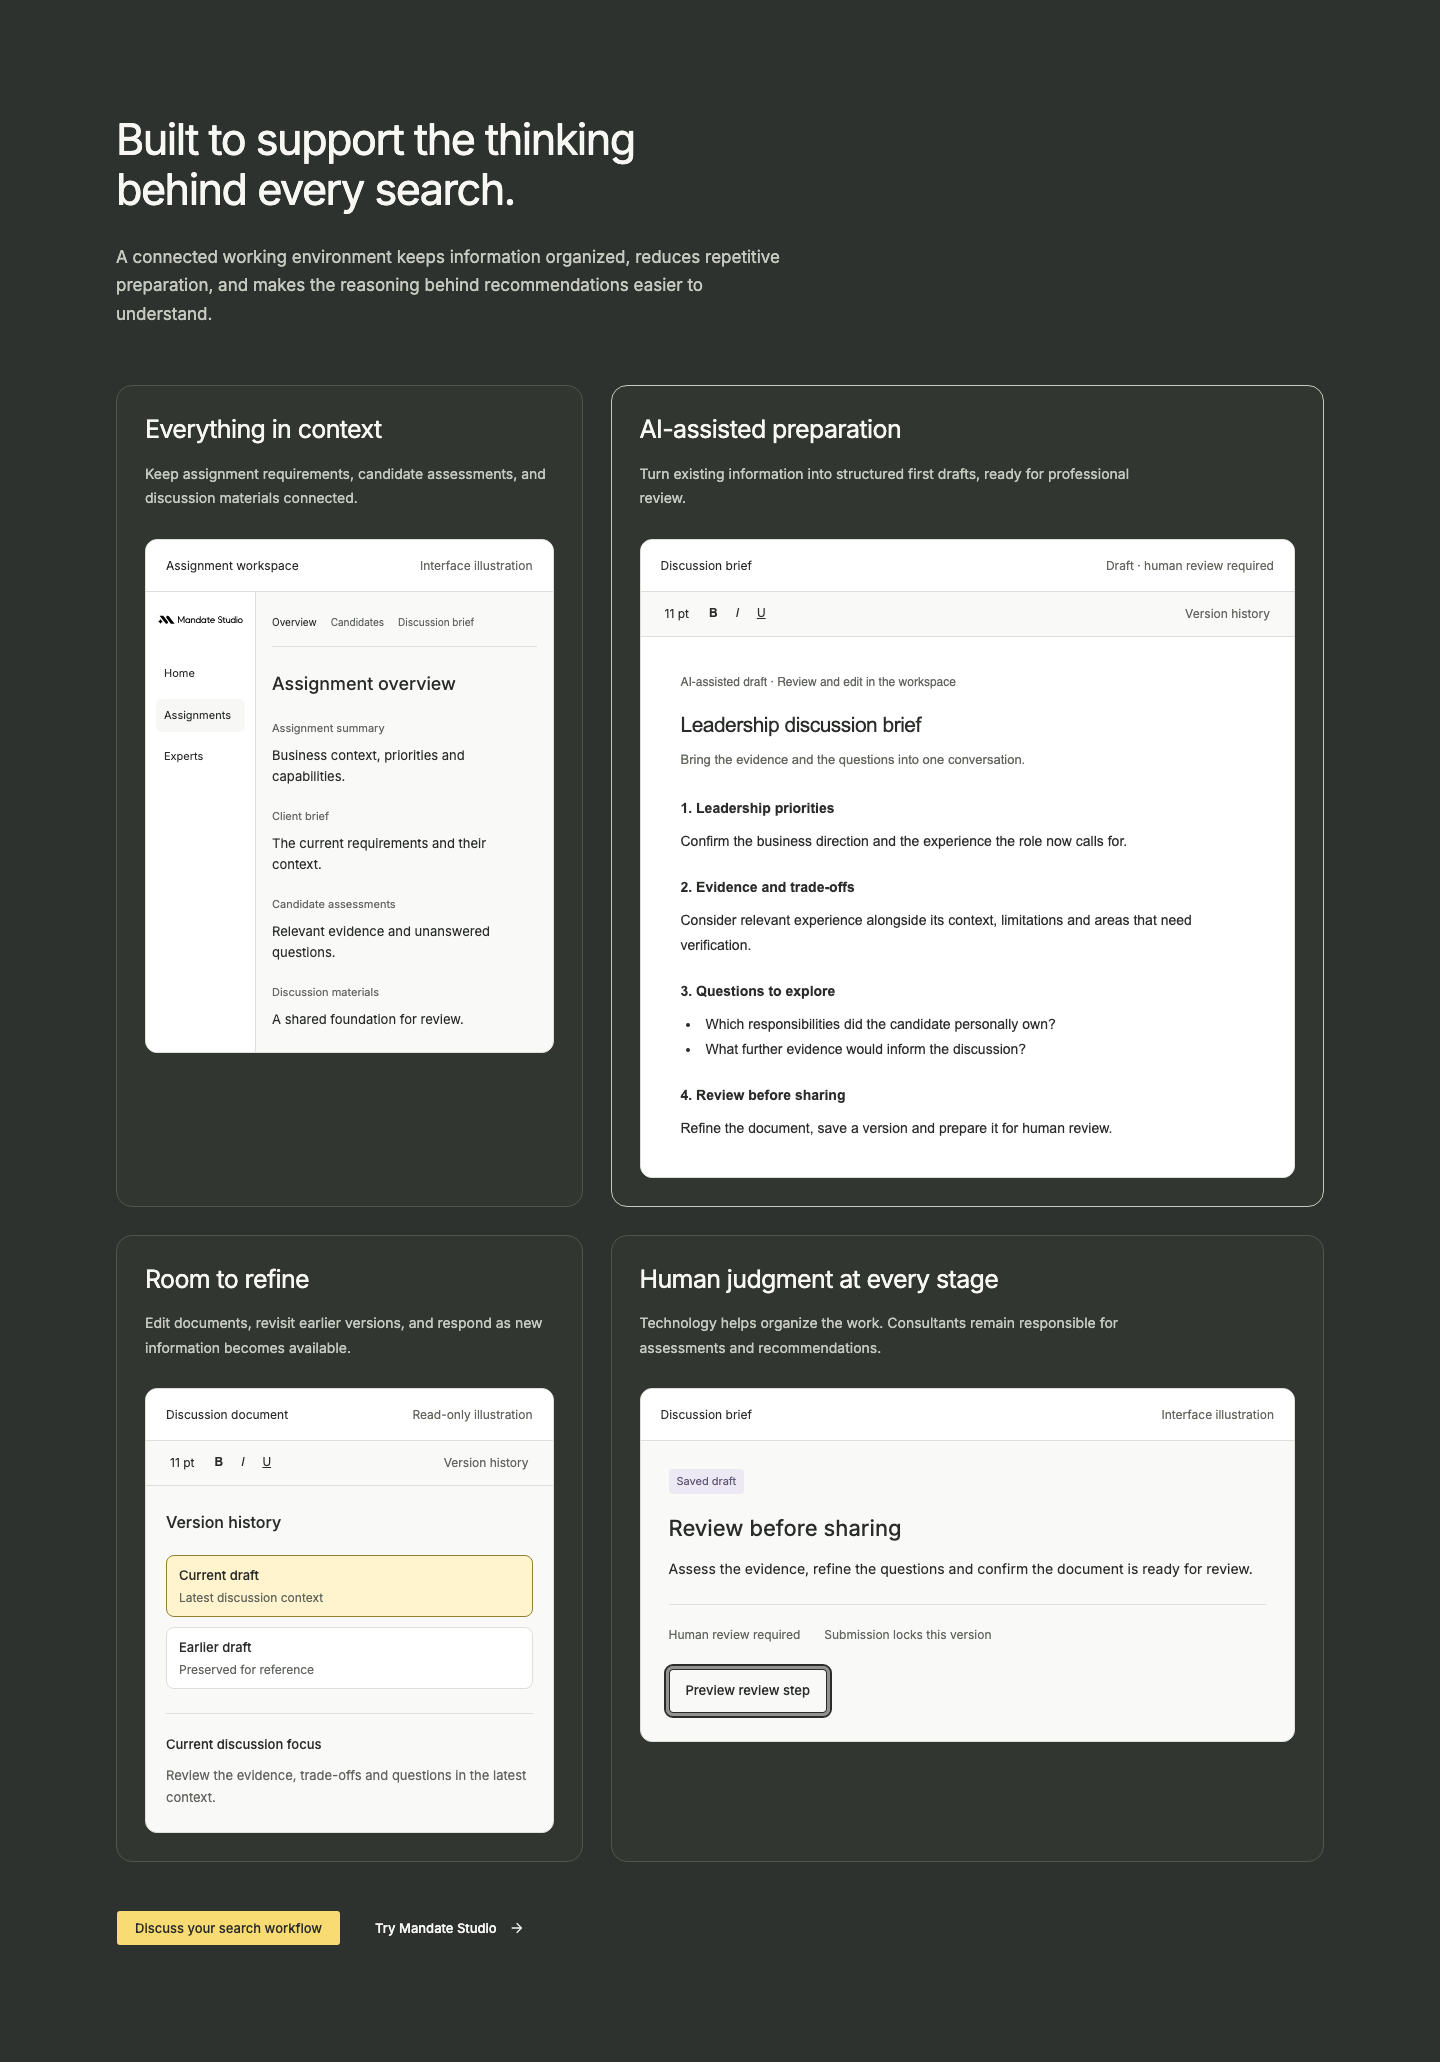 Built to support the thinking
behind every search.
A connected working environment keeps information organized, reduces repetitive
preparation, and makes the reasoning behind recommendations easier to
understand.
Everything in context
Keep assignment requirements, candidate assessments, and
discussion materials connected.
Assignment workspace
Interface illustration
Mandate Studio
Home
Assignments
Experts
Overview
Candidates
Discussion brief
Assignment overview
Assignment summary
Business context, priorities and
capabilities.
Client brief
The current requirements and their
context.
Candidate assessments
Relevant evidence and unanswered
questions.
Discussion materials
A shared foundation for review.
AI-assisted preparation
Turn existing information into structured first drafts, ready for professional
review.
Discussion brief
Draft · human review required
11 pt B I U
Version history
AI-assisted draft · Review and edit in the workspace
Leadership discussion brief
Bring the evidence and the questions into one conversation.
1. Leadership priorities
Confirm the business direction and the experience the role now calls for.
2. Evidence and trade-offs
Consider relevant experience alongside its context, limitations and areas that need
verification.
3. Questions to explore
• Which responsibilities did the candidate personally own?
• What further evidence would inform the discussion?
4. Review before sharing
Refine the document, save a version and prepare it for human review.
Room to refine
Edit documents, revisit earlier versions, and respond as new
information becomes available.
Discussion document
Read-only illustration
11 pt B I U
Version history
Version history
Current draft
Latest discussion context
Earlier draft
Preserved for reference
Current discussion focus
Review the evidence, trade-offs and questions in the latest
context.
Human judgment at every stage
Technology helps organize the work. Consultants remain responsible for
assessments and recommendations.
Discussion brief
Interface illustration
Saved draft
Review before sharing
Assess the evidence, refine the questions and confirm the document is ready for review.
Human review required
Submission locks this version
Preview review step
Discuss your search workflow
Try Mandate Studio →